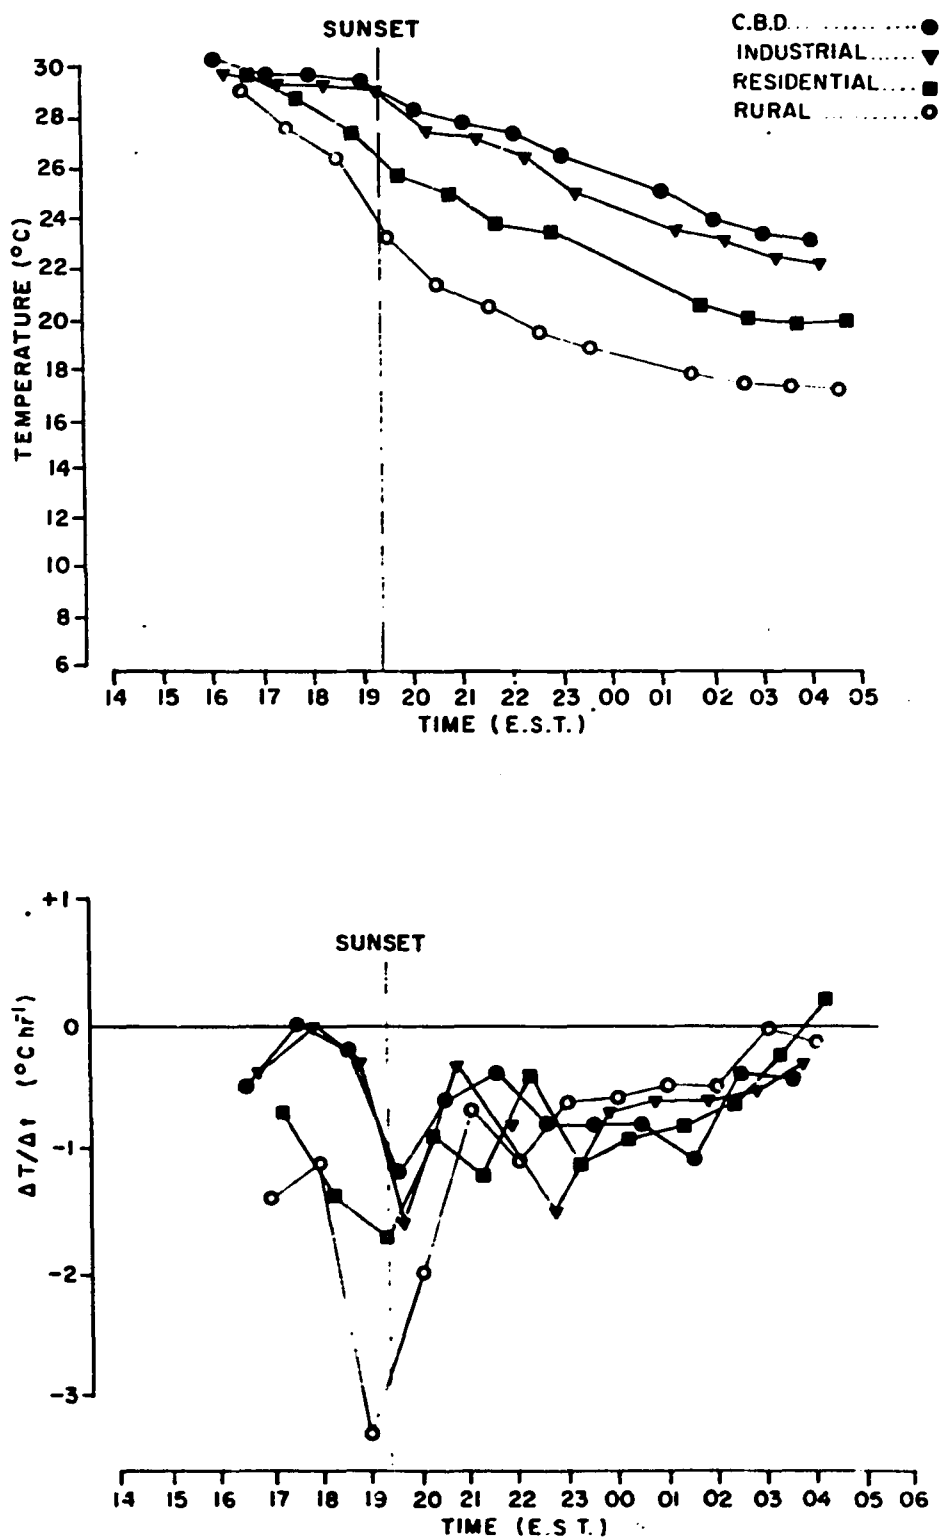 SUNSET
C.B.D.................
INDUSTRIAL......
RESIDENTIAL....
RURAL ............
30
28
26
24
22
20
18
16
14
12
10
8
6
TEMPERATURE (°C)
14 15 16 17 18 19 20 21 22 23 00 01 02 03 04 05
TIME (E.S.T.)
+1
SUNSET
0
-1
-2
-3
ΔT/Δt (°C hr⁻¹)
14 15 16 17 18 19 20 21 22 23 00 01 02 03 04 05 06
TIME (E.S T.)